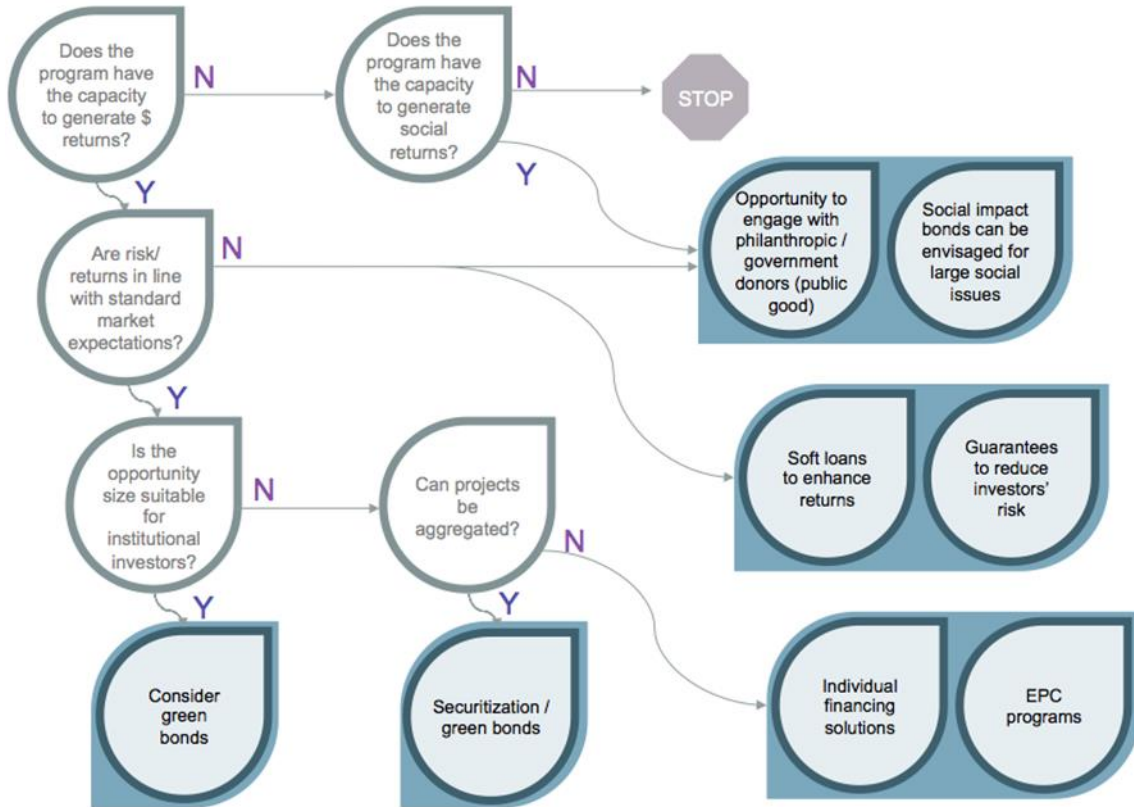 Does the
program have
the capacity
to generate $
returns?
N
Does the
program have
the capacity
to generate
social
returns?
N
STOP
Y
Y
Opportunity to
engage with
philanthropic /
government
donors (public
good)
Social impact
bonds can be
envisaged for
large social
issues
Are risk/
returns in line
with standard
market
expectations?
N
Y
Soft loans
to enhance
returns
Guarantees
to reduce
investors'
risk
Is the
opportunity
size suitable
for
institutional
investors?
N
Can projects
be
aggregated?
N
Y
Y
Consider
green
bonds
Securitization /
green bonds
Individual
financing
solutions
EPC
programs